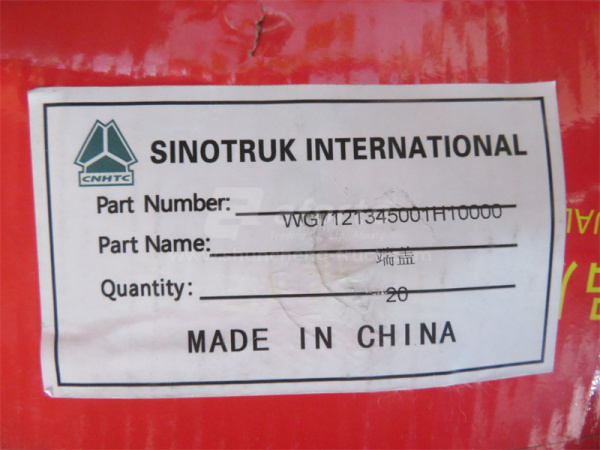 CNHTC
SINOTRUK INTERNATIONAL
Part Number: WG7121345001H10000
Part Name: 端盖
Quantity: 20
MADE IN CHINA